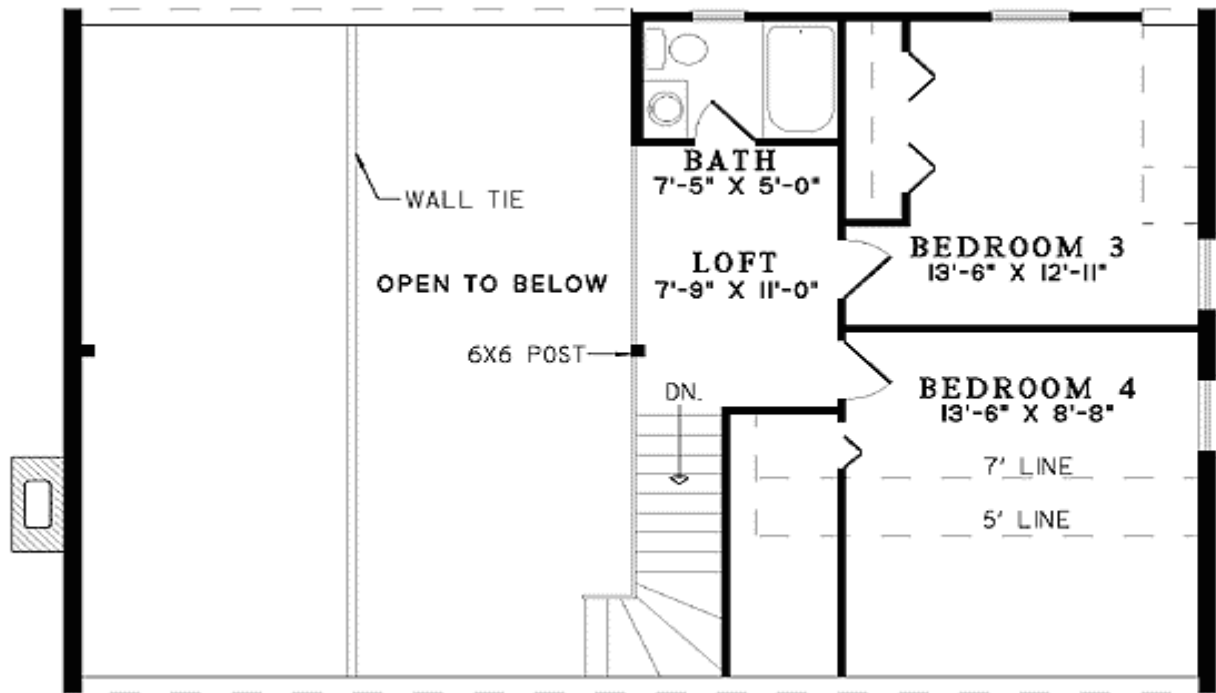 BATH
7'-5" X 5'-0"
WALL TIE
LOFT
7'-9" X 11'-0"
BEDROOM 3
13'-6" X 12'-11"
OPEN TO BELOW
6X6 POST
DN.
BEDROOM 4
13'-6" X 8'-8"
7' LINE
5' LINE